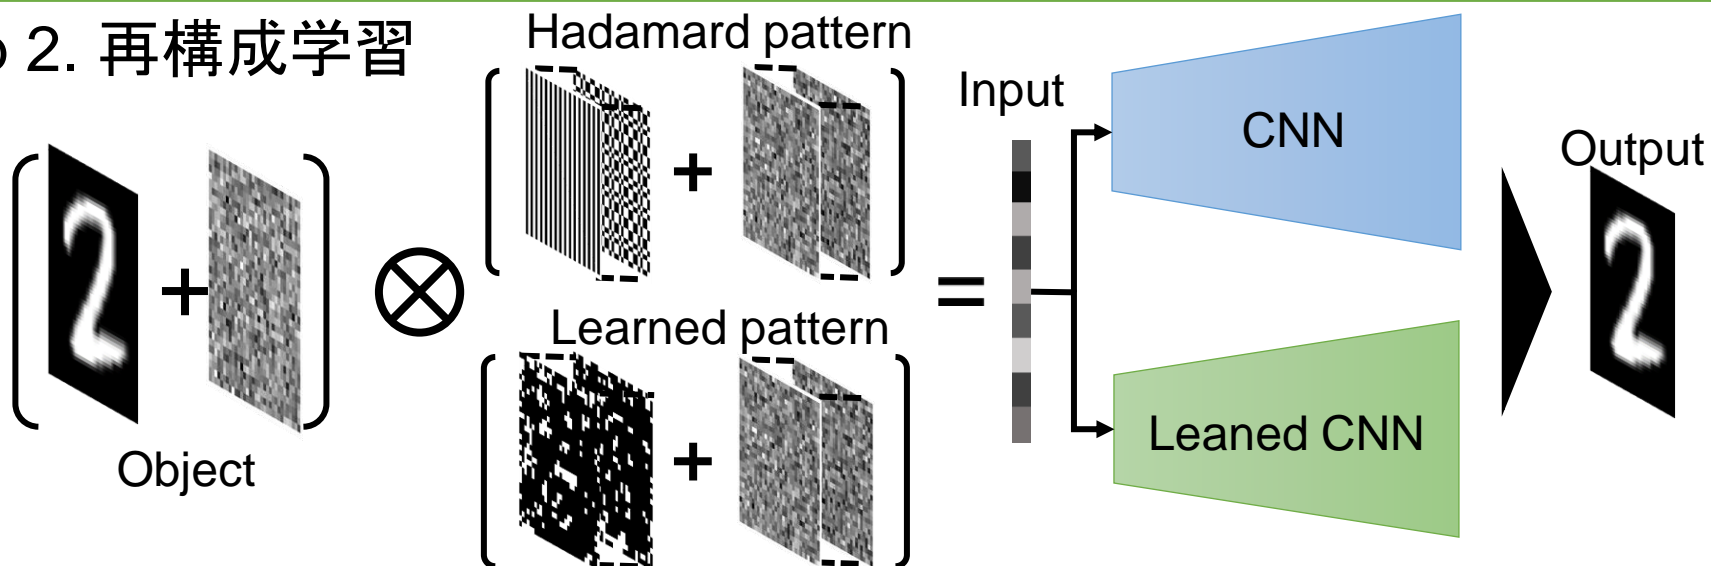 2. 再構成学習
Hadamard pattern
Input
CNN
Output
Learned pattern
Object
Leaned CNN